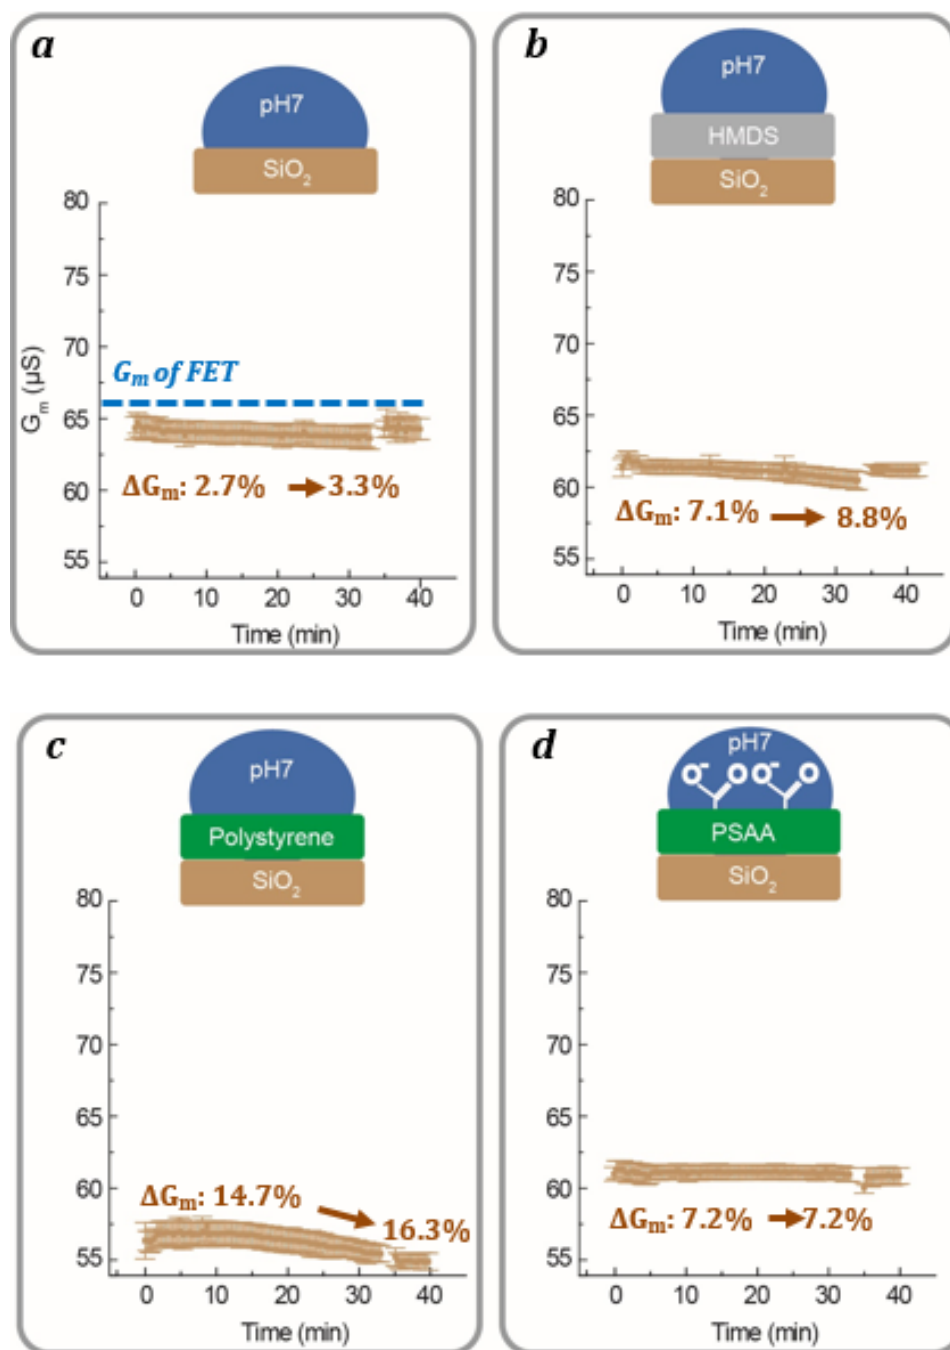 a
pH7
SiO₂
80
75
70
65
60
55
Gₘ (µS)
Gₘ of FET
ΔGₘ: 2.7% → 3.3%
0 10 20 30 40
Time (min)
b
pH7
HMDS
SiO₂
80
75
70
65
60
55
ΔGₘ: 7.1% → 8.8%
0 10 20 30 40
Time (min)
c
pH7
Polystyrene
SiO₂
80
75
70
65
60
55
ΔGₘ: 14.7% → 16.3%
0 10 20 30 40
Time (min)
d
pH7
O⁻ O O⁻ O
PSAA
SiO₂
80
75
70
65
60
55
ΔGₘ: 7.2% → 7.2%
0 10 20 30 40
Time (min)